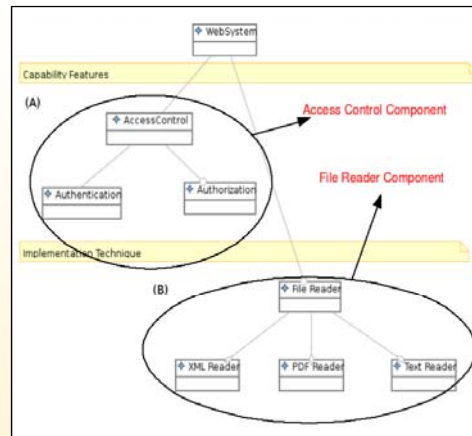 WebSystem
Capability Features
(A)
Access Control Component
AccessControl
File Reader Component
Authentication
Authorization
Implementation Technique
(B)
File Reader
XML Reader
PDF Reader
Text Reader